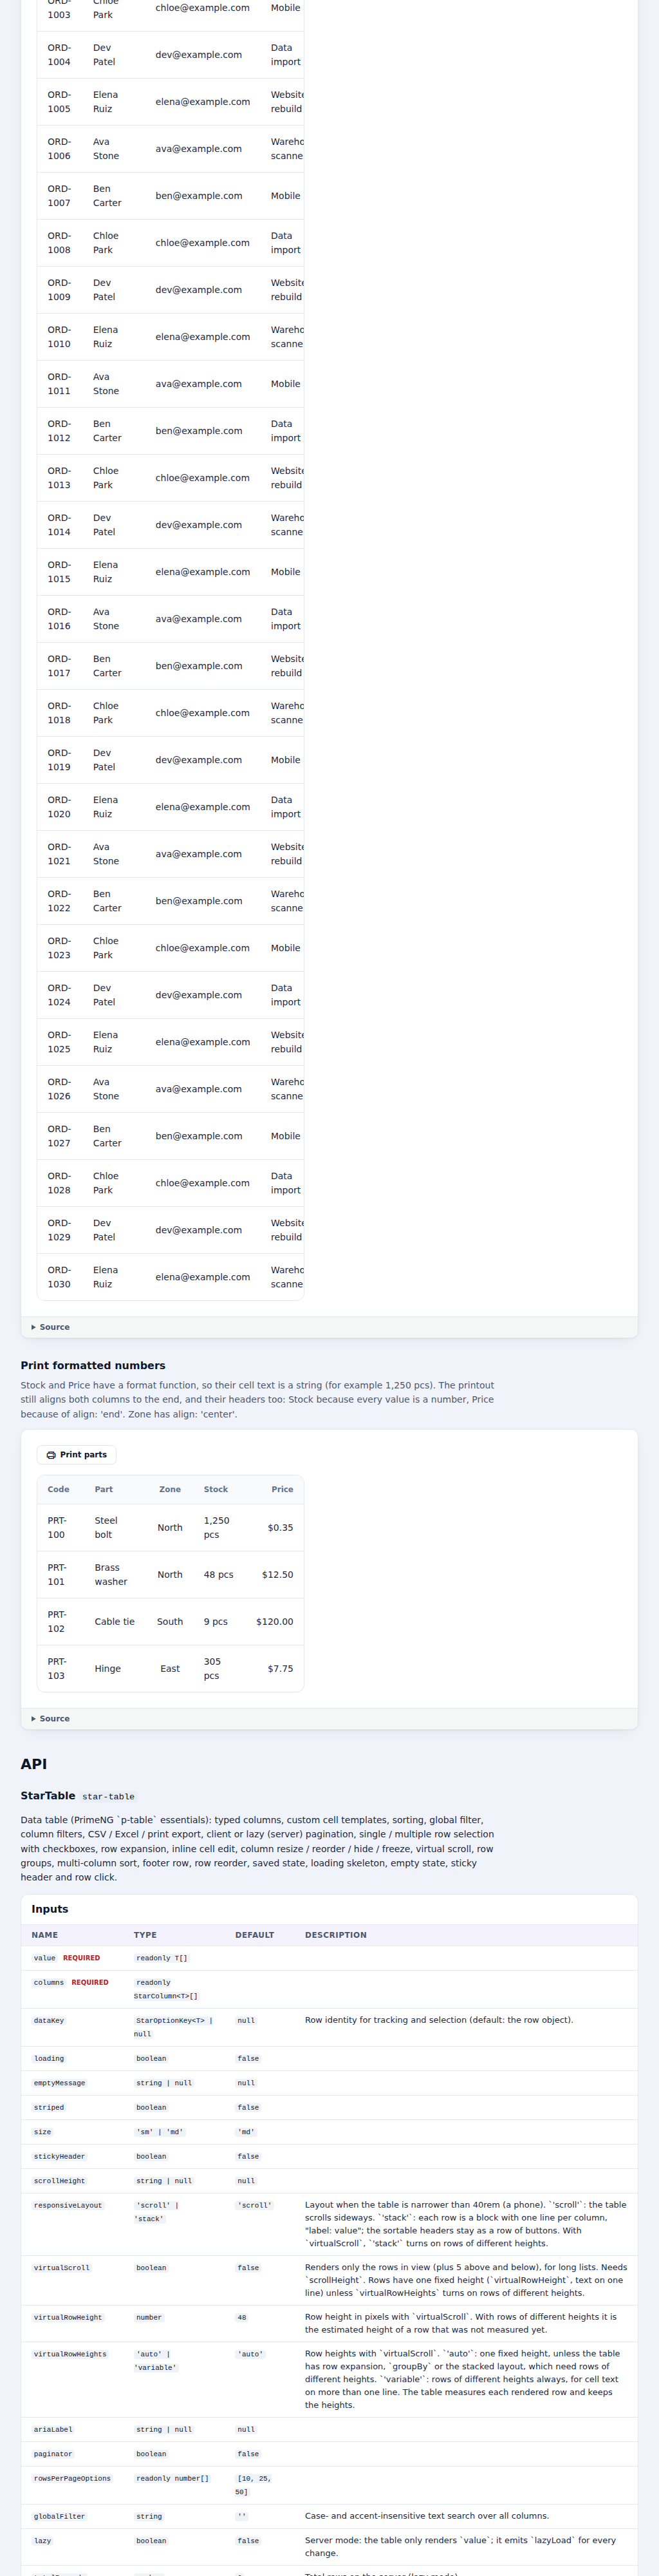 ORD- Chloe chloe@example.com Mobile
1003 Park
ORD- Dev dev@example.com Data
1004 Patel import
ORD- Elena elena@example.com Website
1005 Ruiz rebuild
ORD- Ava ava@example.com Wareho
1006 Stone scanne
ORD- Ben ben@example.com Mobile
1007 Carter
ORD- Chloe chloe@example.com Data
1008 Park import
ORD- Dev dev@example.com Website
1009 Patel rebuild
ORD- Elena elena@example.com Wareho
1010 Ruiz scanne
ORD- Ava ava@example.com Mobile
1011 Stone
ORD- Ben ben@example.com Data
1012 Carter import
ORD- Chloe chloe@example.com Website
1013 Park rebuild
ORD- Dev dev@example.com Wareho
1014 Patel scanne
ORD- Elena elena@example.com Mobile
1015 Ruiz
ORD- Ava ava@example.com Data
1016 Stone import
ORD- Ben ben@example.com Website
1017 Carter rebuild
ORD- Chloe chloe@example.com Wareho
1018 Park scanne
ORD- Dev dev@example.com Mobile
1019 Patel
ORD- Elena elena@example.com Data
1020 Ruiz import
ORD- Ava ava@example.com Website
1021 Stone rebuild
ORD- Ben ben@example.com Wareho
1022 Carter scanne
ORD- Chloe chloe@example.com Mobile
1023 Park
ORD- Dev dev@example.com Data
1024 Patel import
ORD- Elena elena@example.com Website
1025 Ruiz rebuild
ORD- Ava ava@example.com Wareho
1026 Stone scanne
ORD- Ben ben@example.com Mobile
1027 Carter
ORD- Chloe chloe@example.com Data
1028 Park import
ORD- Dev dev@example.com Website
1029 Patel rebuild
ORD- Elena elena@example.com Wareho
1030 Ruiz scanne
Source
Print formatted numbers
Stock and Price have a format function, so their cell text is a string (for example 1,250 pcs). The printout
still aligns both columns to the end, and their headers too: Stock because every value is a number, Price
because of align: 'end'. Zone has align: 'center'.
Print parts
Code Part Zone Stock Price
PRT- Steel North 1,250 $0.35
100 bolt pcs
PRT- Brass North 48 pcs $12.50
101 washer
PRT- Cable tie South 9 pcs $120.00
102
PRT- Hinge East 305 $7.75
103 pcs
Source
API
StarTable star-table
Data table (PrimeNG `p-table` essentials): typed columns, custom cell templates, sorting, global filter,
column filters, CSV / Excel / print export, client or lazy (server) pagination, single / multiple row selection
with checkboxes, row expansion, inline cell edit, column resize / reorder / hide / freeze, virtual scroll, row
groups, multi-column sort, footer row, row reorder, saved state, loading skeleton, empty state, sticky
header and row click.
Inputs
NAME TYPE DEFAULT DESCRIPTION
value REQUIRED readonly T[]
columns REQUIRED readonly
StarColumn<T>[]
dataKey StarOptionKey<T> | null Row identity for tracking and selection (default: the row object).
null
loading boolean false
emptyMessage string | null null
striped boolean false
size 'sm' | 'md' 'md'
stickyHeader boolean false
scrollHeight string | null null
responsiveLayout 'scroll' | 'scroll' Layout when the table is narrower than 40rem (a phone). `'scroll'`: the table
'stack' scrolls sideways. `'stack'`: each row is a block with one line per column,
"label: value"; the sortable headers stay as a row of buttons. With
`virtualScroll`, `'stack'` turns on rows of different heights.
virtualScroll boolean false Renders only the rows in view (plus 5 above and below), for long lists. Needs
`scrollHeight`. Rows have one fixed height (`virtualRowHeight`, text on one
line) unless `virtualRowHeights` turns on rows of different heights.
virtualRowHeight number 48 Row height in pixels with `virtualScroll`. With rows of different heights it is
the estimated height of a row that was not measured yet.
virtualRowHeights 'auto' | 'auto' Row heights with `virtualScroll`. `'auto'`: one fixed height, unless the table
'variable' has row expansion, `groupBy` or the stacked layout, which need rows of
different heights. `'variable'`: rows of different heights always, for cell text
on more than one line. The table measures each rendered row and keeps
the heights.
ariaLabel string | null null
paginator boolean false
rowsPerPageOptions readonly number[] [10, 25,
50]
globalFilter string '' Case- and accent-insensitive text search over all columns.
lazy boolean false Server mode: the table only renders `value`; it emits `lazyLoad` for every
change.